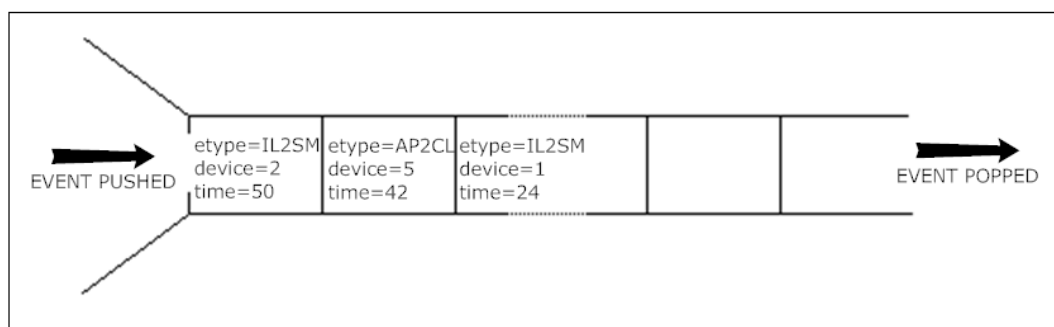 etype=IL2SM etype=AP2CL etype=IL2SM
device=2 device=5 device=1
time=50 time=42 time=24
EVENT PUSHED
EVENT POPPED